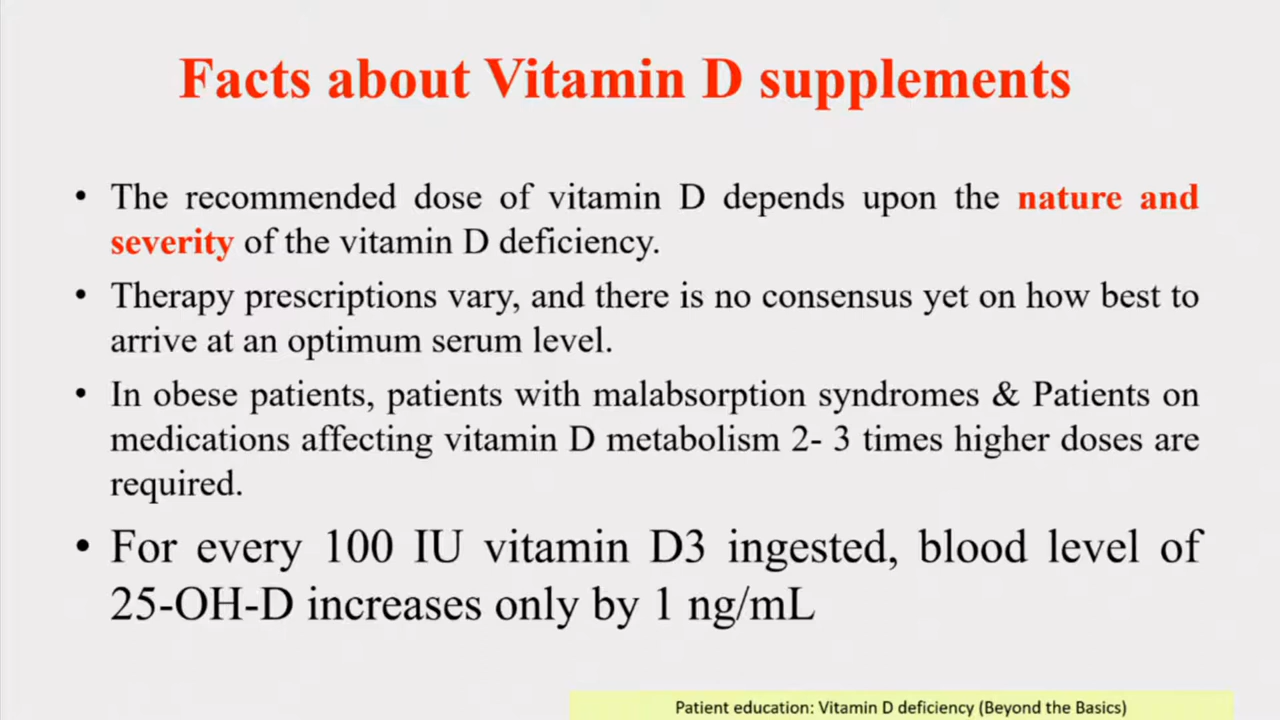 Facts about Vitamin D supplements
• The recommended dose of vitamin D depends upon the nature and
severity of the vitamin D deficiency.
• Therapy prescriptions vary, and there is no consensus yet on how best to
arrive at an optimum serum level.
• In obese patients, patients with malabsorption syndromes & Patients on
medications affecting vitamin D metabolism 2- 3 times higher doses are
required.
• For every 100 IU vitamin D3 ingested, blood level of
25-OH-D increases only by 1 ng/mL
Patient education: Vitamin D deficiency (Beyond the Basics)